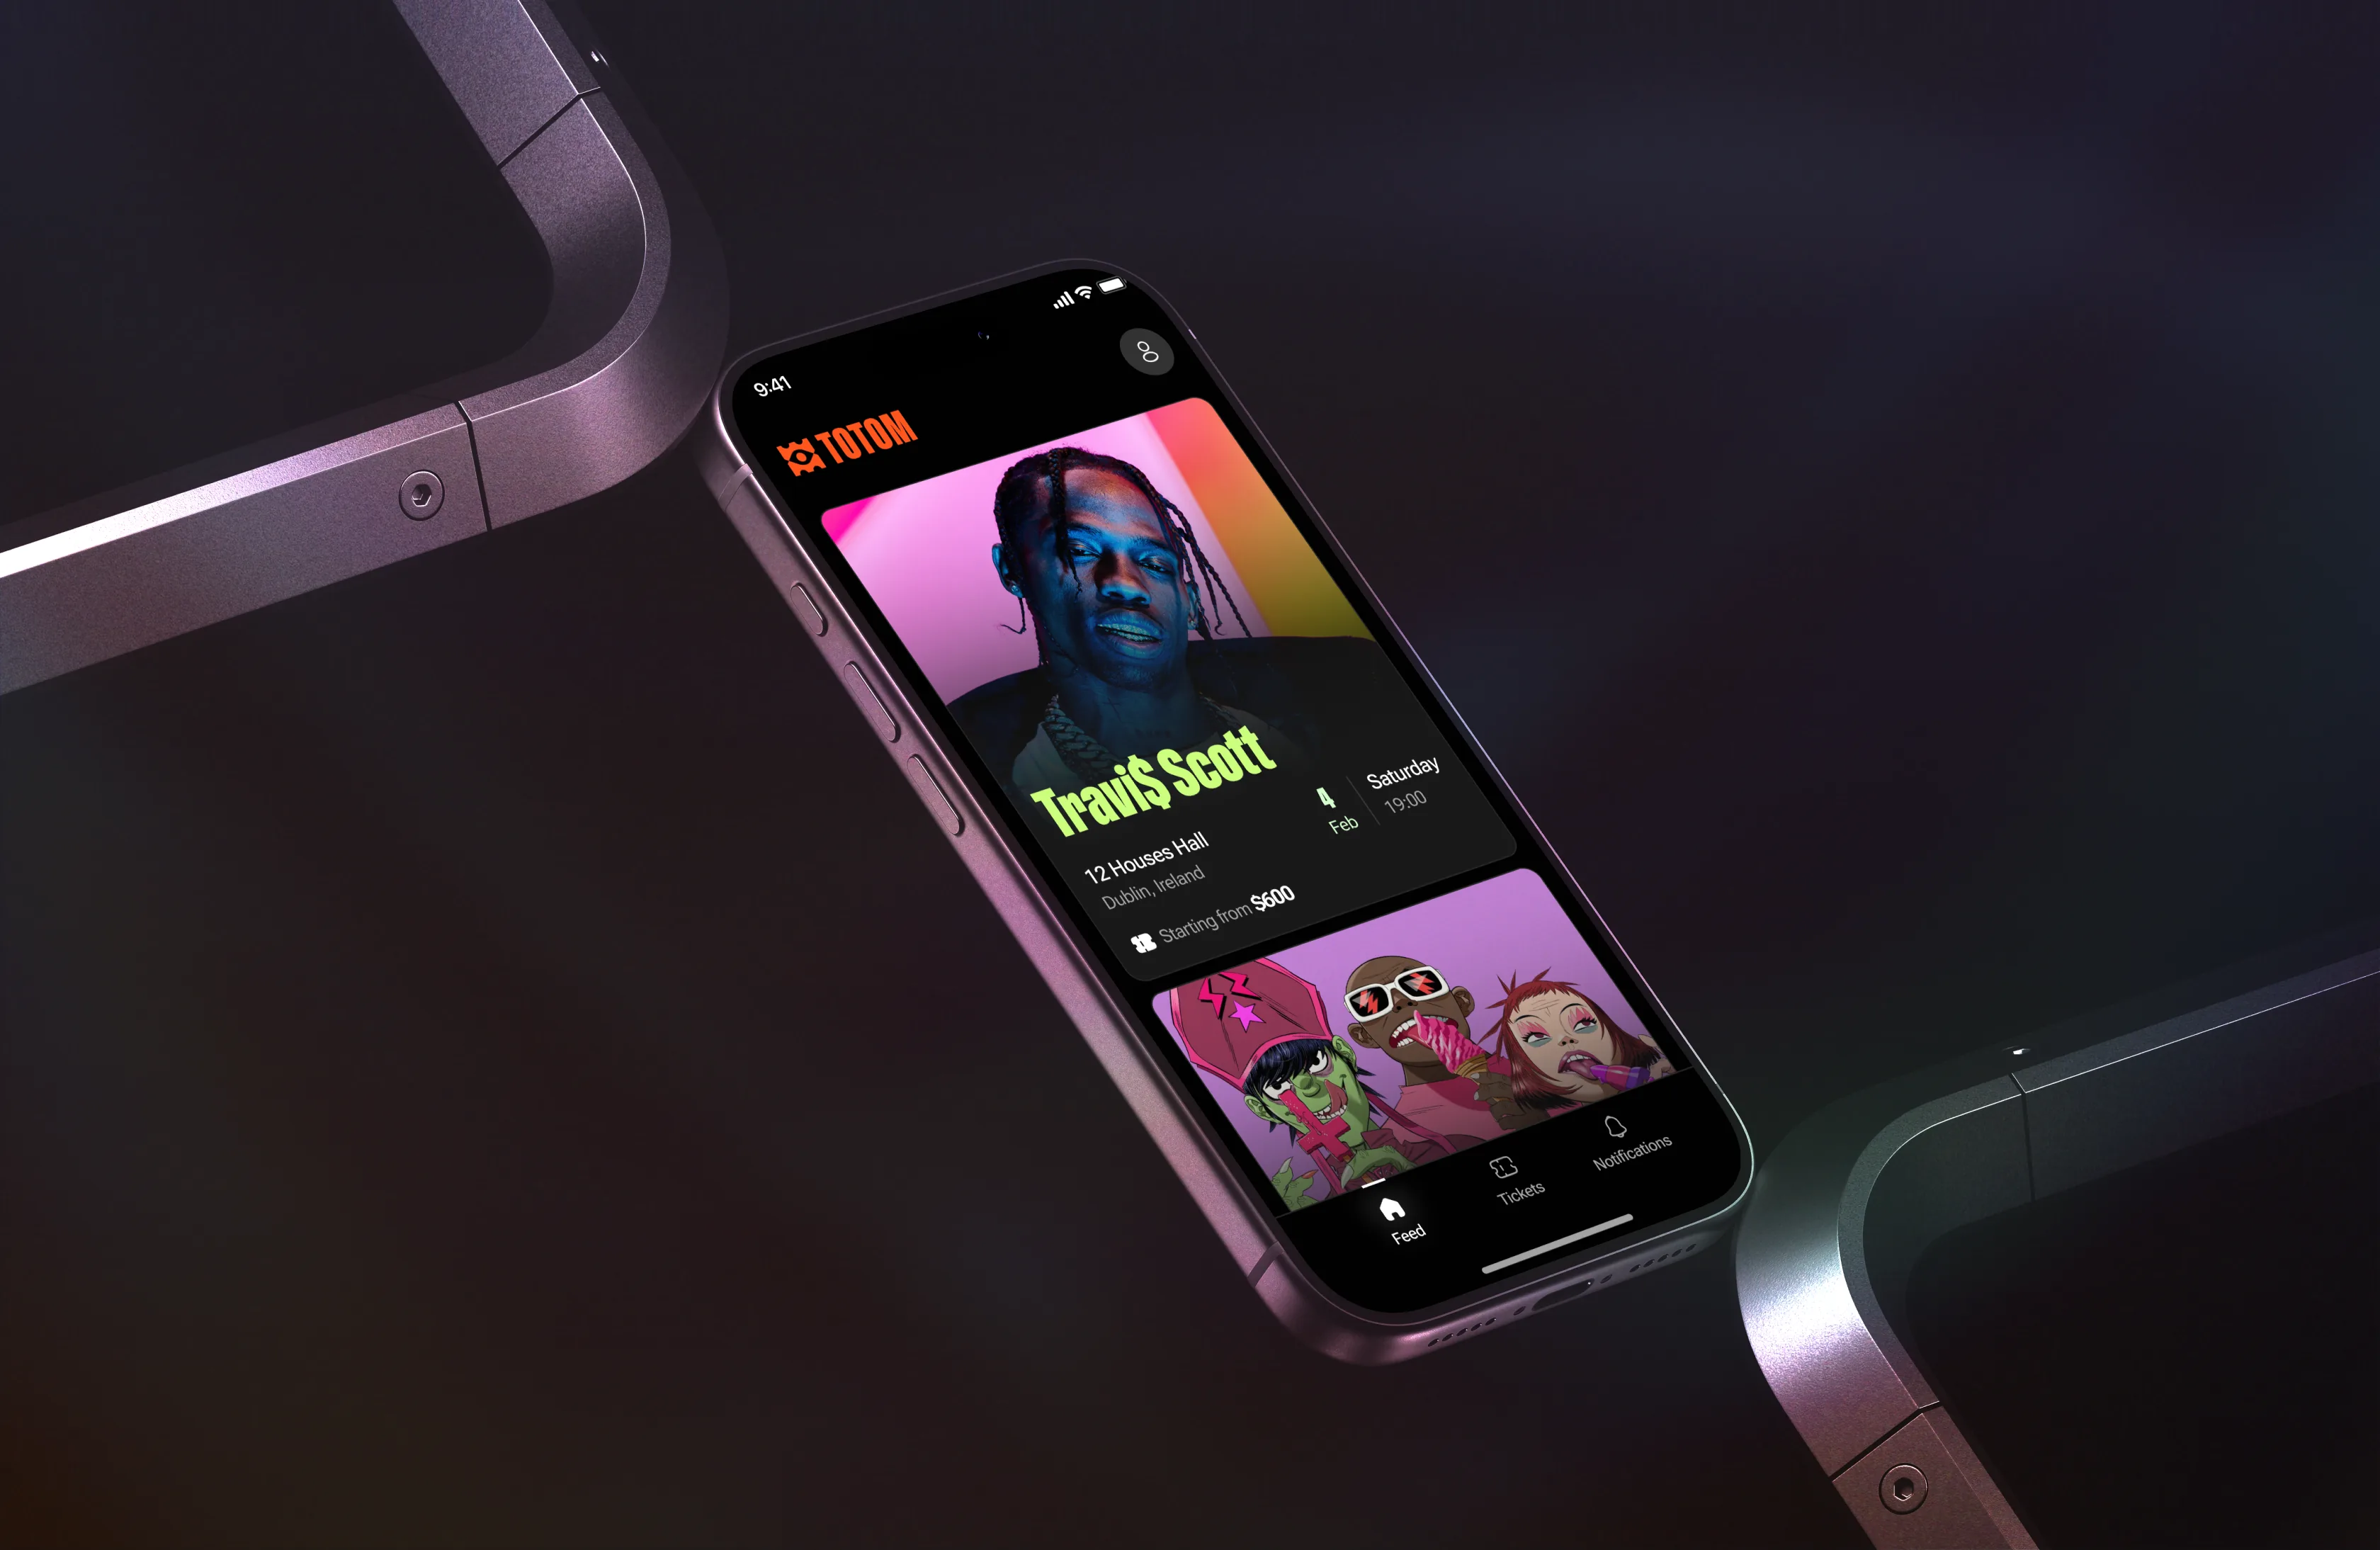 9:41
TOTOM
Travi$ Scott
12 Houses Hall
Dublin, Ireland
4
Feb
Saturday
19:00
Starting from $600
Feed
Tickets
Notifications